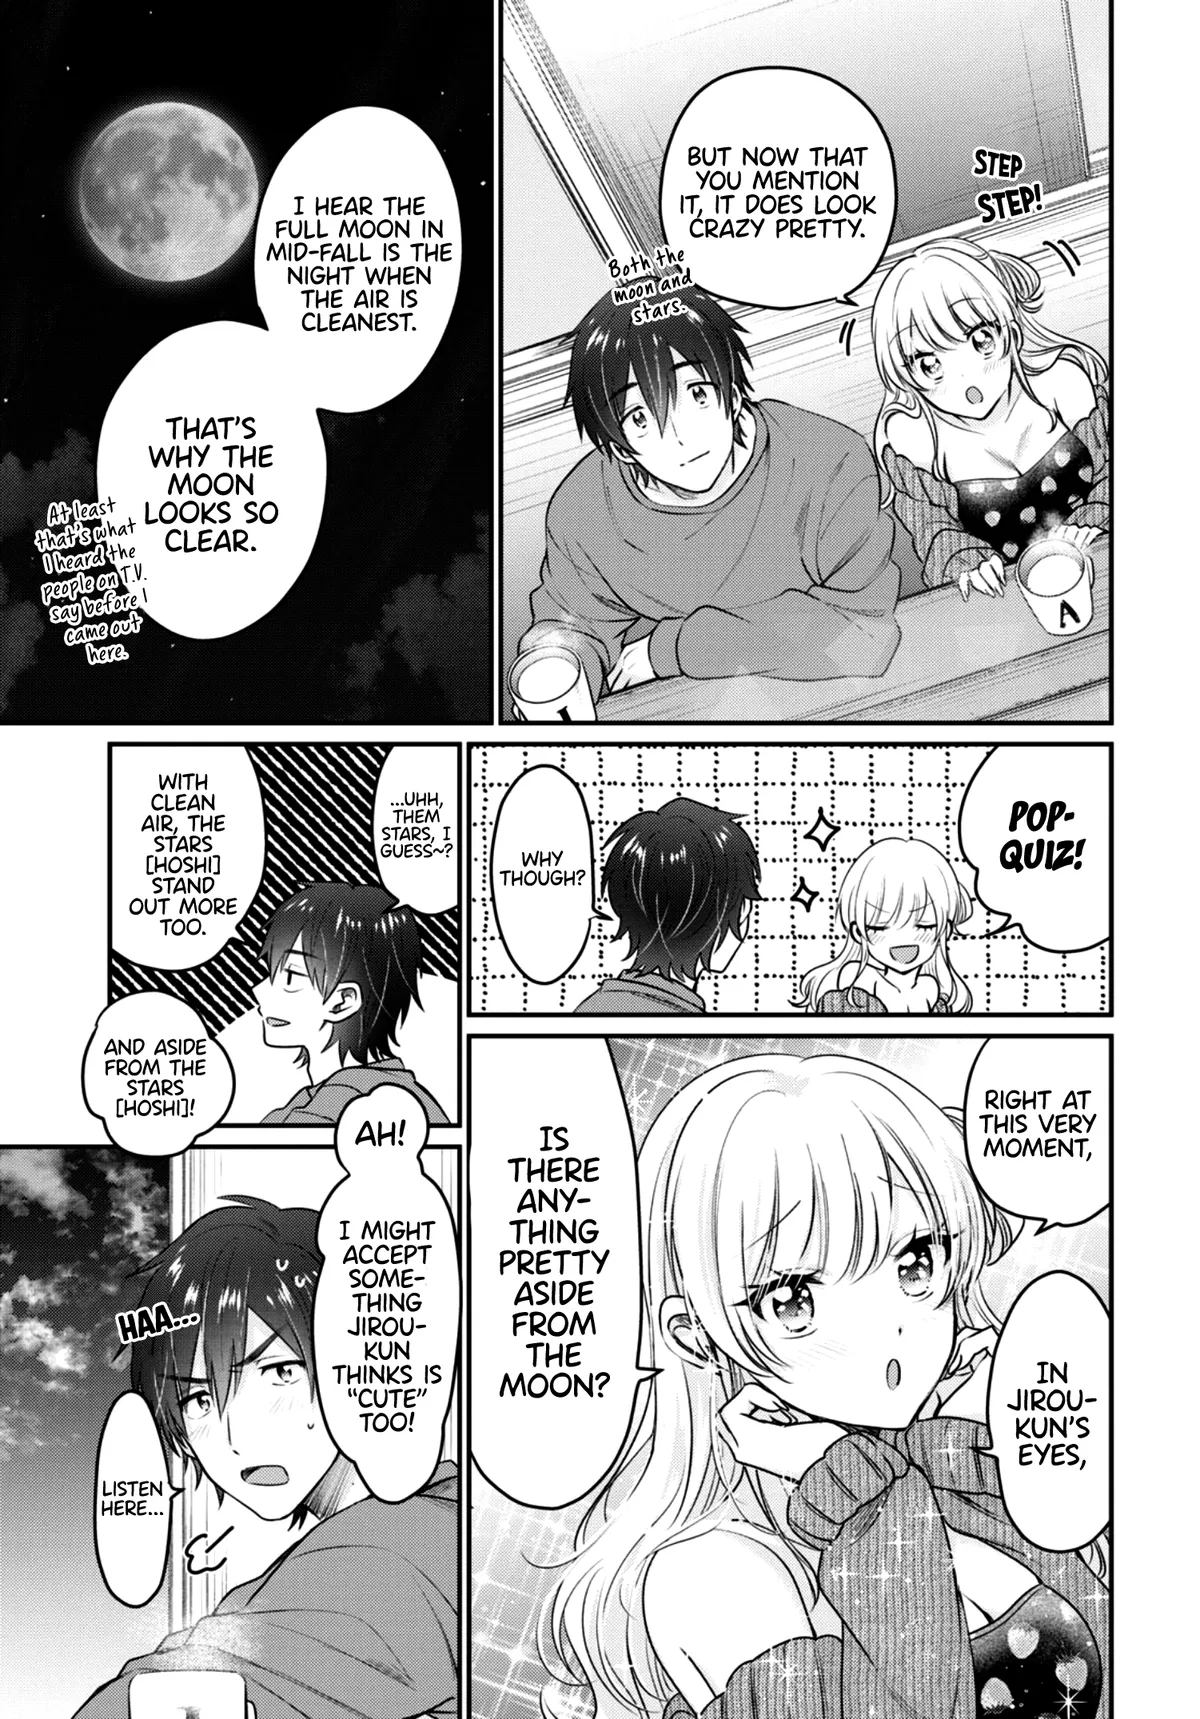 BUT NOW THAT
YOU MENTION
IT, IT DOES LOOK
CRAZY PRETTY.
Both the
moon and
stars.
STEP
STEP!
A
J
I HEAR THE
FULL MOON IN
MID-FALL IS THE
NIGHT WHEN
THE AIR IS
CLEANEST.
THAT'S
WHY THE
MOON
LOOKS SO
CLEAR.
At least
that's what
I heard the
people on T.V.
say before I
came out
here.
POP-
QUIZ!
WHY
THOUGH?
RIGHT AT
THIS VERY
MOMENT,
IN
JIROU-
KUN'S
EYES,
IS
THERE
ANY-
THING
PRETTY
ASIDE
FROM
THE
MOON?
...UHH,
THEM
STARS, I
GUESS~?
WITH
CLEAN
AIR, THE
STARS
[HOSHI]
STAND
OUT MORE
TOO.
AND ASIDE
FROM THE
STARS
[HOSHI]!
AH!
I MIGHT
ACCEPT
SOME-
THING
JIROU-
KUN
THINKS IS
"CUTE"
TOO!
HAA...
LISTEN
HERE...